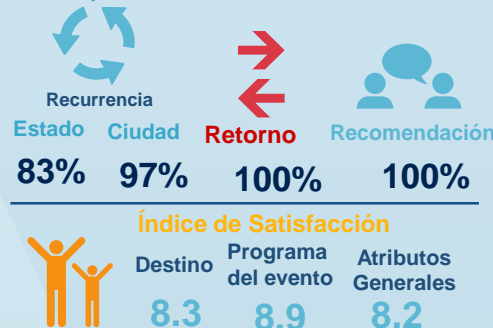 Recurrencia
Estado Ciudad Retorno Recomendación
83% 97% 100% 100%
Índice de Satisfacción
Destino Programa del evento Atributos Generales
8.3 8.9 8.2